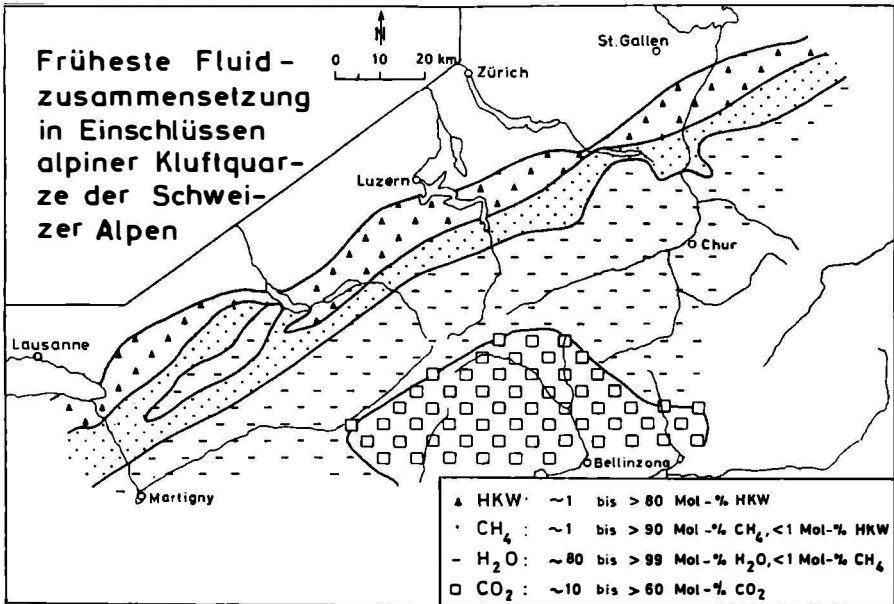 Früheste Fluid-
zusammensetzung
in Einschlüssen
alpiner Kluftquar-
ze der Schwei-
zer Alpen
N
0 10 20 km
St. Gallen
Zürich
Luzern
Chur
Lausanne
Bellinzona
Martigny
▲ HKW: ~1 bis > 80 Mol-% HKW
· CH₄: ~1 bis > 90 Mol-% CH₄, <1 Mol-% HKW
– H₂O: ~80 bis > 99 Mol-% H₂O, <1 Mol-% CH₄
□ CO₂: ~10 bis > 60 Mol-% CO₂